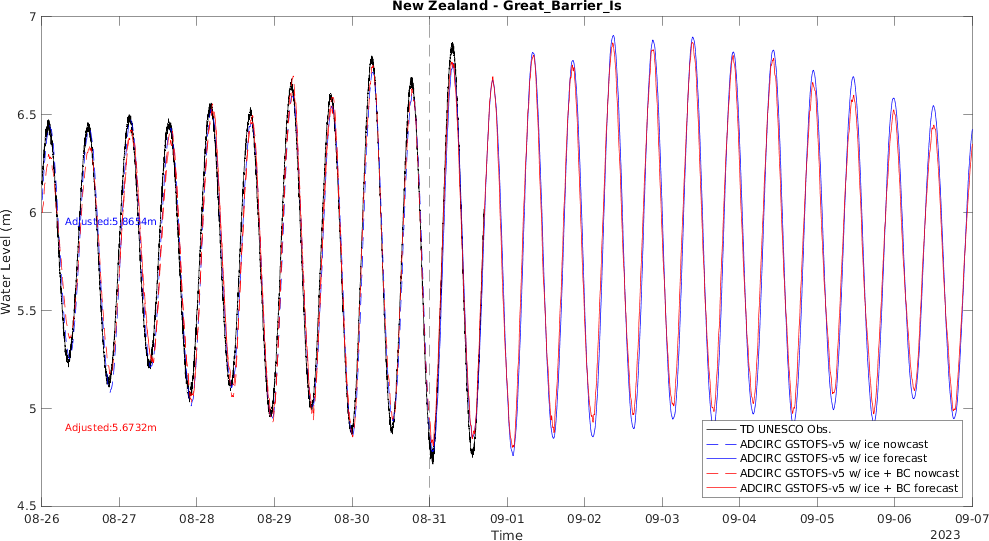 New Zealand - Great_Barrier_Is
7
6.5
6
5.5
5
4.5
Water Level (m)
Adjusted:5.8654m
Adjusted:5.6732m
TD UNESCO Obs.
ADCIRC GSTOFS-v5 w/ ice nowcast
ADCIRC GSTOFS-v5 w/ ice forecast
ADCIRC GSTOFS-v5 w/ ice + BC nowcast
ADCIRC GSTOFS-v5 w/ ice + BC forecast
08-26 08-27 08-28 08-29 08-30 08-31 09-01 09-02 09-03 09-04 09-05 09-06 09-07
Time
2023